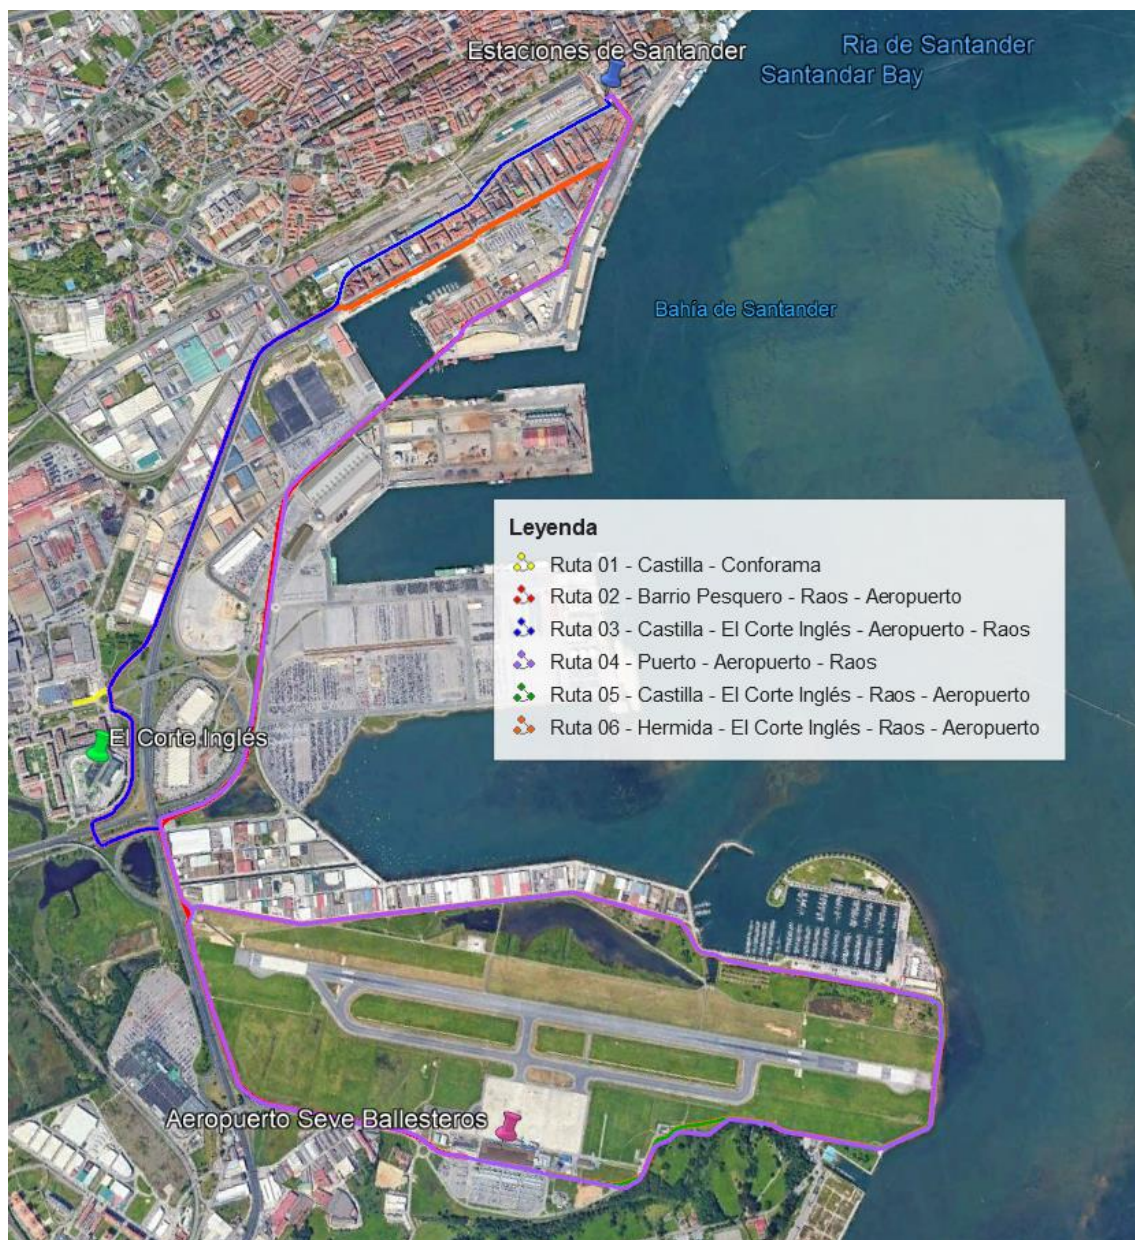 Estaciones de Santander
Ria de Santander
Santandar Bay
Bahía de Santander
Leyenda
Ruta 01 - Castilla - Conforama
Ruta 02 - Barrio Pesquero - Raos - Aeropuerto
Ruta 03 - Castilla - El Corte Inglés - Aeropuerto - Raos
Ruta 04 - Puerto - Aeropuerto - Raos
Ruta 05 - Castilla - El Corte Inglés - Raos - Aeropuerto
Ruta 06 - Hermida - El Corte Inglés - Raos - Aeropuerto
El Corte Inglés
Aeropuerto Seve Ballesteros